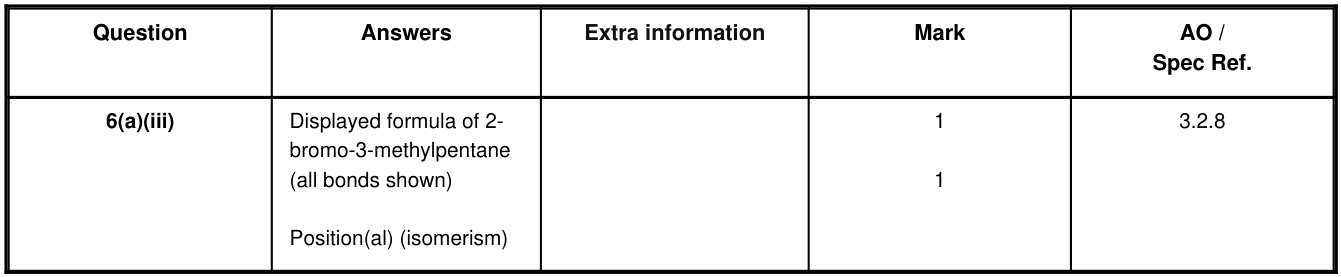 Question Answers Extra information Mark AO /
Spec Ref.
6(a)(iii) Displayed formula of 2- 1 3.2.8
bromo-3-methylpentane
(all bonds shown) 1
Position(al) (isomerism)